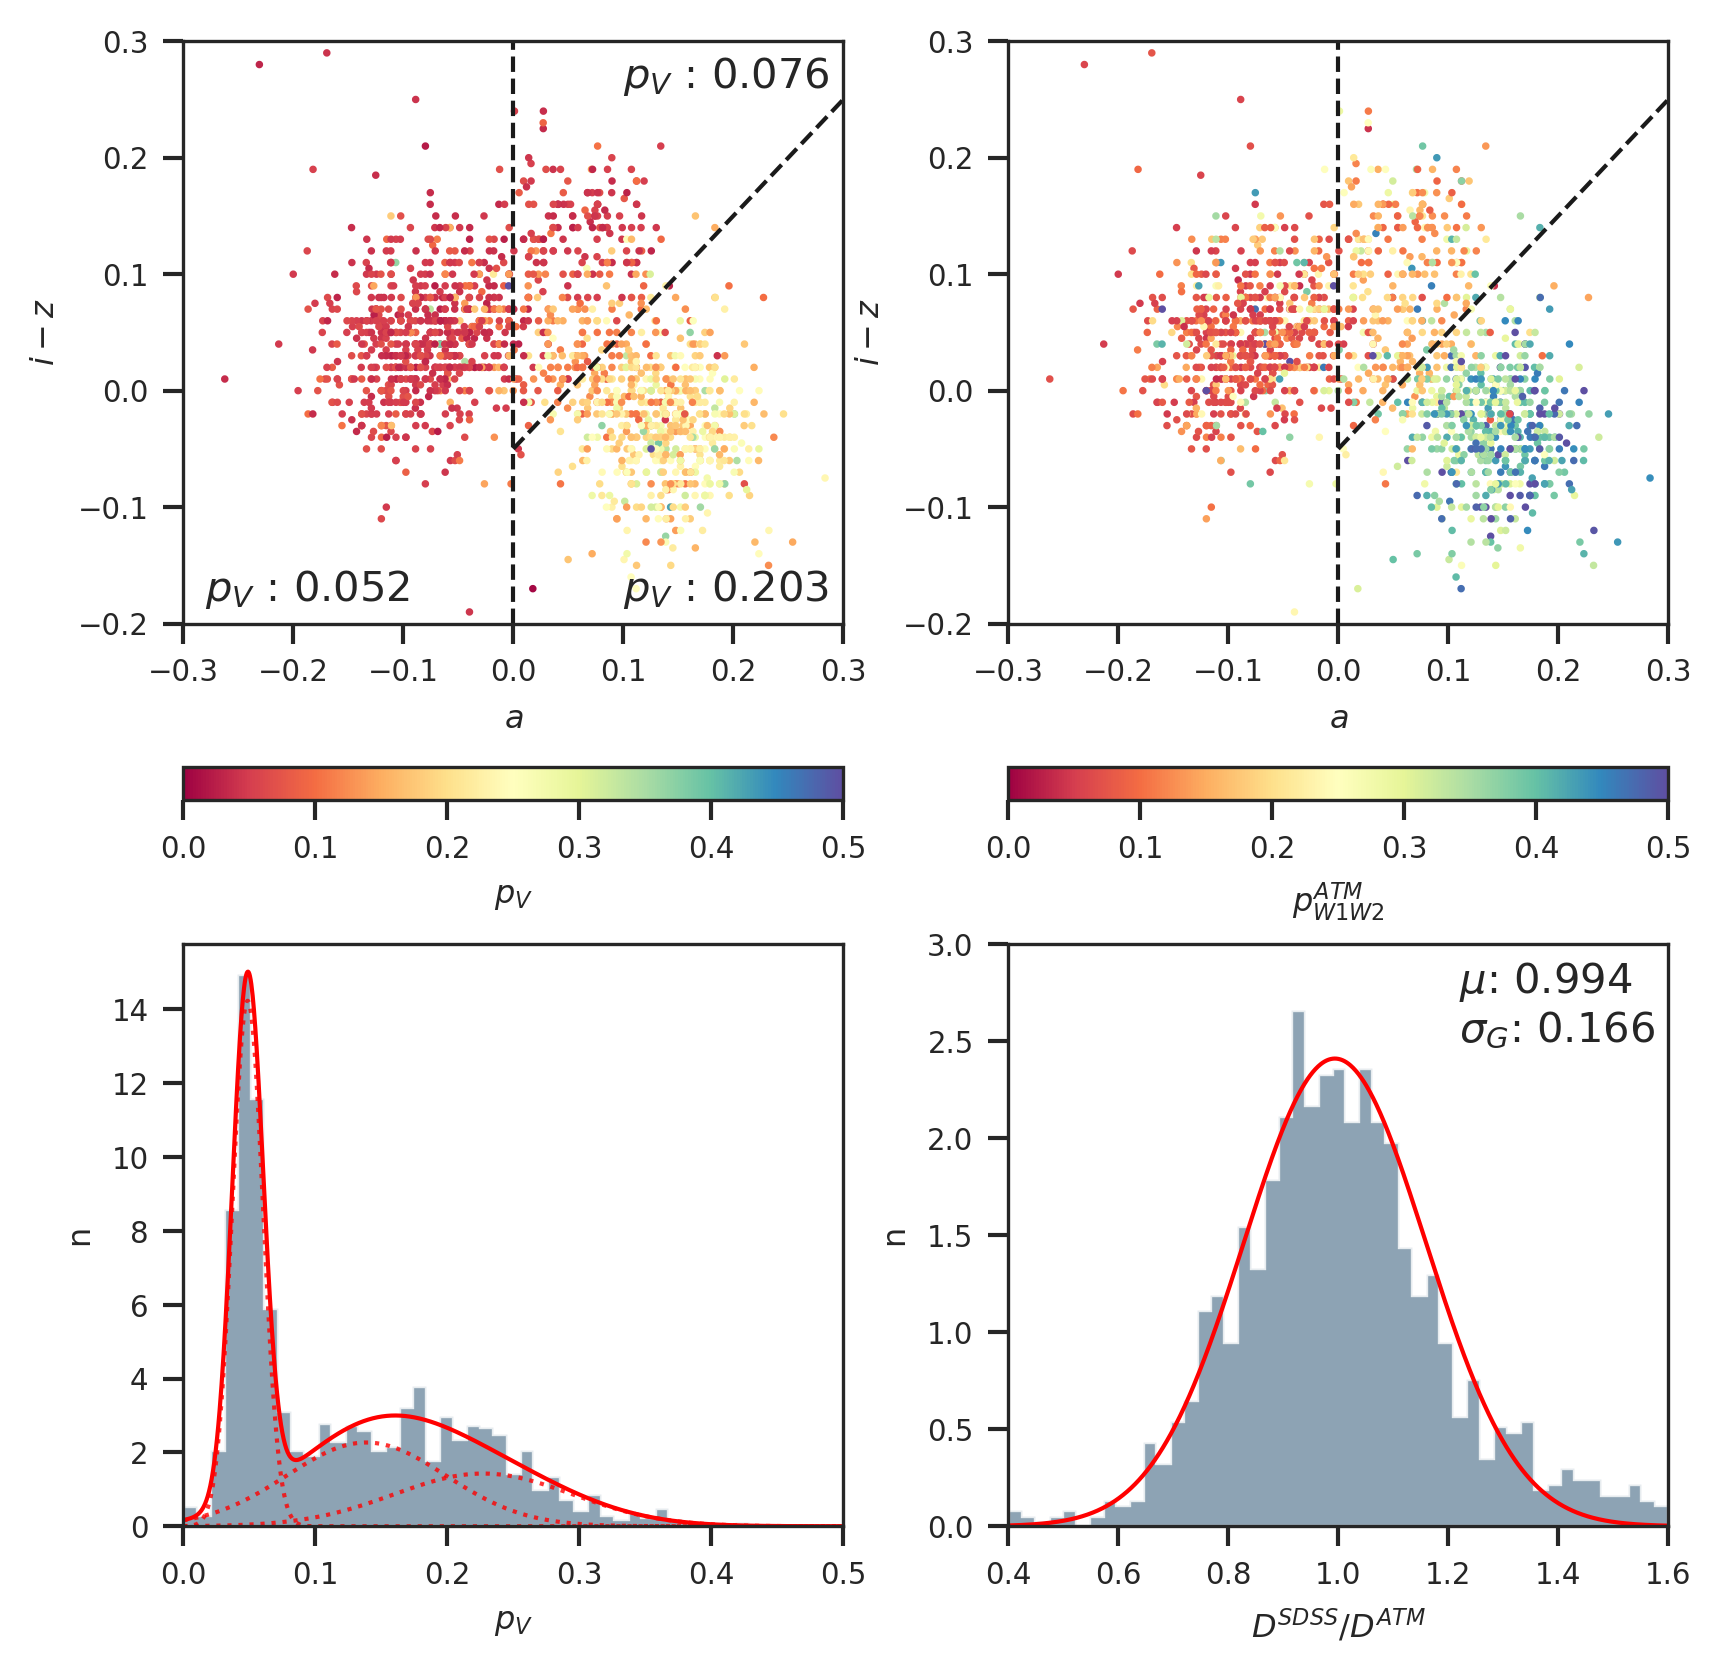 0.3
0.2
0.1
0.0
−0.1
−0.2
i − z
p_V : 0.076
p_V : 0.052
p_V : 0.203
−0.3 −0.2 −0.1 0.0 0.1 0.2 0.3
a
0.3
0.2
0.1
0.0
−0.1
−0.2
i − z
−0.3 −0.2 −0.1 0.0 0.1 0.2 0.3
a
0.0 0.1 0.2 0.3 0.4 0.5
p_V
0.0 0.1 0.2 0.3 0.4 0.5
p_{W1W2}^{ATM}
14
12
10
8
6
4
2
0
n
0.0 0.1 0.2 0.3 0.4 0.5
p_V
3.0
2.5
2.0
1.5
1.0
0.5
0.0
n
μ: 0.994
σ_G: 0.166
0.4 0.6 0.8 1.0 1.2 1.4 1.6
D^{SDSS}/D^{ATM}